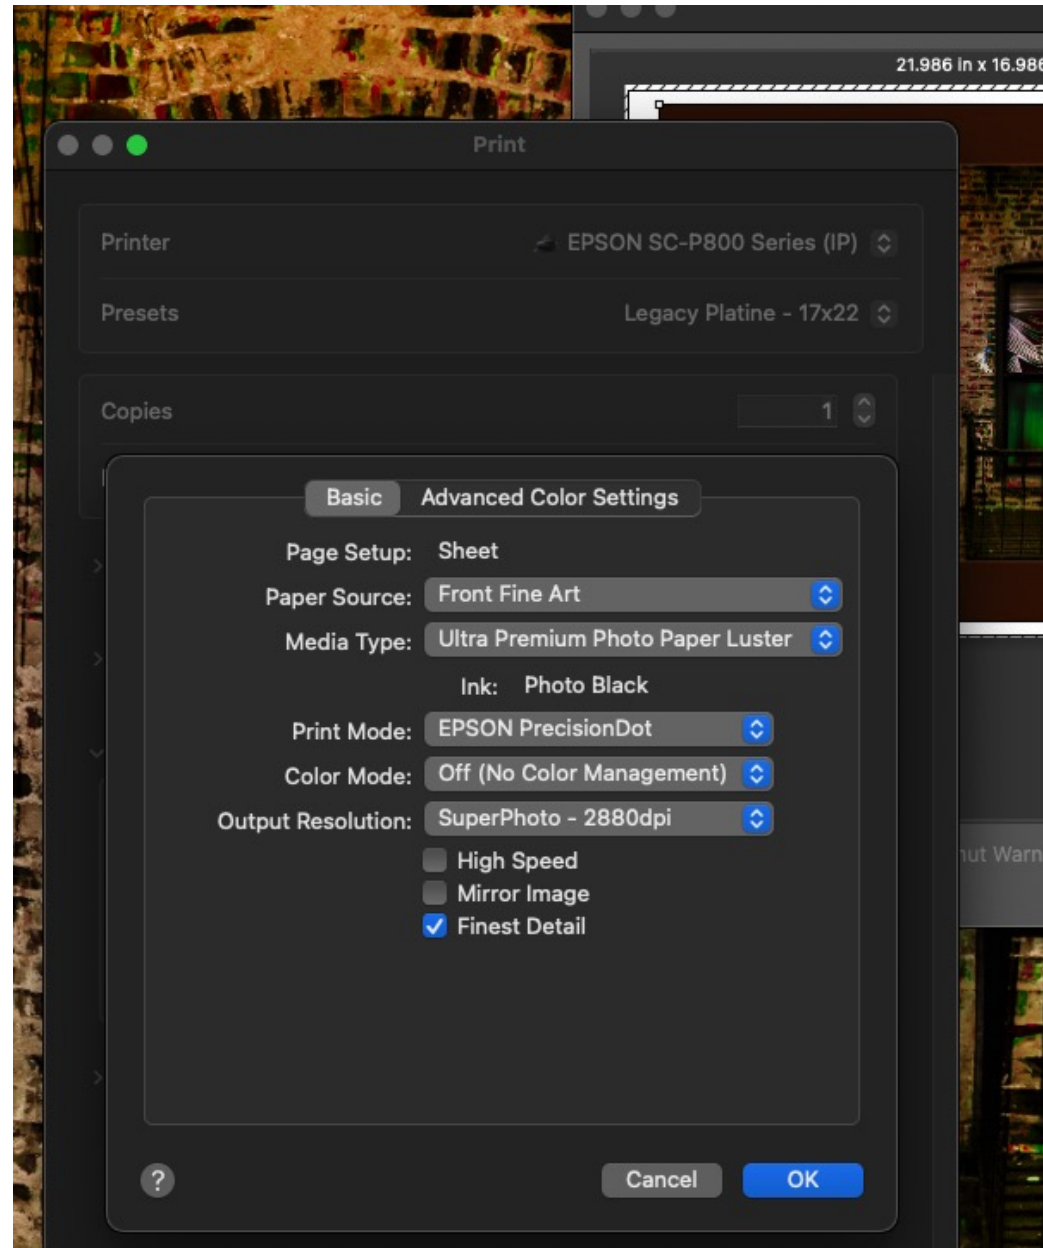 21.986 in x 16.986
Print
Printer EPSON SC-P800 Series (IP)
Presets Legacy Platine - 17x22
Copies 1
Basic Advanced Color Settings
Page Setup: Sheet
Paper Source: Front Fine Art
Media Type: Ultra Premium Photo Paper Luster
Ink: Photo Black
Print Mode: EPSON PrecisionDot
Color Mode: Off (No Color Management)
Output Resolution: SuperPhoto - 2880dpi
High Speed
nut Warn
Mirror Image
Finest Detail
? Cancel OK